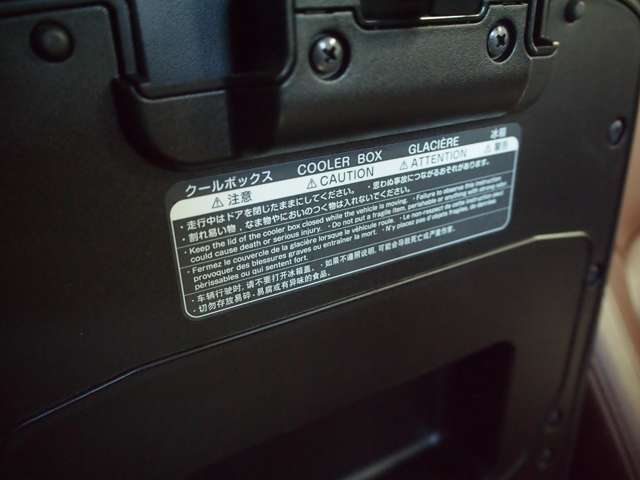 クールボックス COOLER BOX GLACIÈRE 冰箱
⚠注意 ⚠CAUTION ⚠ATTENTION ⚠警告
・走行中はドアを閉じたままにしてください。・思わぬ事故につながるおそれがあります。
・割れ易い物、なま物やにおいのつく物は入れないでください。
・Keep the lid of the cooler box closed while the vehicle is moving. ・Failure to observe this instruction
could cause death or serious injury. ・Do not put a fragile item, perishable or anything with strong odor.
・Fermez le couvercle de la glacière lorsque le véhicule route. ・Le non-respect de cette instruction peut
provoquer des blessures graves ou entraîner la mort. ・N'y placez pas d'objets fragiles, de denrées
périssables ou qui sentent fort.
・车辆行驶时，请不要打开冰箱盖。・如果不遵照说明，可能会导致死亡或严重伤害。
・切勿存放易碎，易腐或有异味的食品。